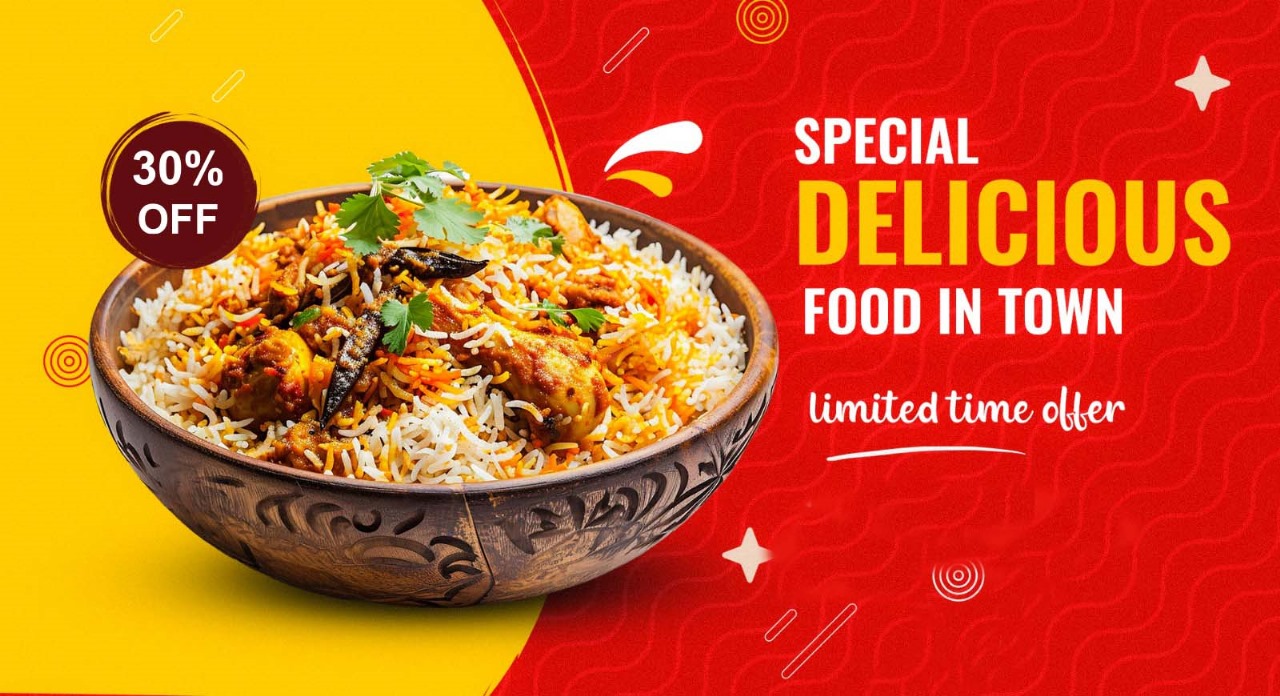 30%
OFF
SPECIAL
DELICIOUS
FOOD IN TOWN
limited time offer